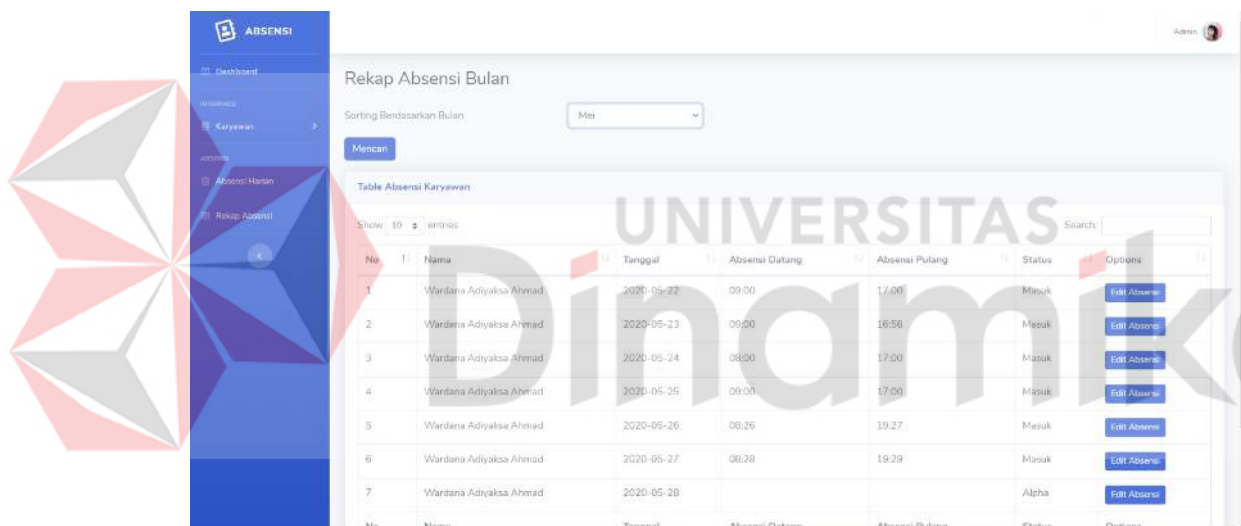 ABSENSI
Admin
Dashboard
Karyawan
Absensi Harian
Rekap Absensi
Rekap Absensi Bulan
Sorting Berdasarkan Bulan
Mei
Mencari
Table Absensi Karyawan
Show 10 entries
Search:
No Nama Tanggal Absensi Datang Absensi Pulang Status Options
1 Wardana Adiyaksa Ahmad 2020-05-22 09:00 17:00 Masuk Edit Absensi
2 Wardana Adiyaksa Ahmad 2020-05-23 09:00 16:56 Masuk Edit Absensi
3 Wardana Adiyaksa Ahmad 2020-05-24 08:00 17:00 Masuk Edit Absensi
4 Wardana Adiyaksa Ahmad 2020-05-25 09:00 17:00 Masuk Edit Absensi
5 Wardana Adiyaksa Ahmad 2020-05-26 08:26 19:27 Masuk Edit Absensi
6 Wardana Adiyaksa Ahmad 2020-05-27 08:28 19:29 Masuk Edit Absensi
7 Wardana Adiyaksa Ahmad 2020-05-28 Alpha Edit Absensi
No Nama Tanggal Absensi Datang Absensi Pulang Status Options
UNIVERSITAS
Dinamika